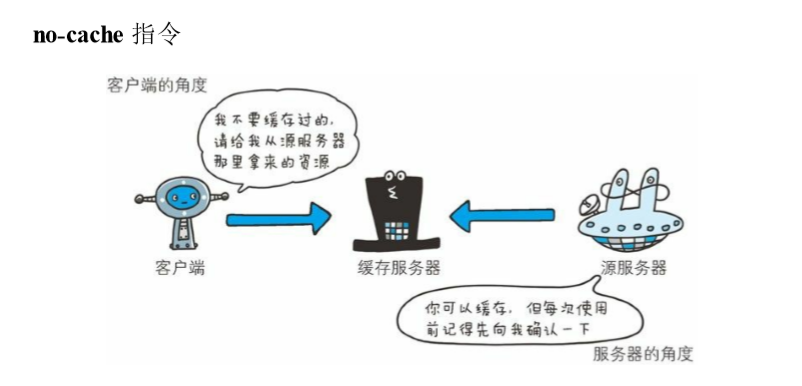 no-cache 指令
客户端的角度
我不要缓存过的，
请给我从源服务器
那里拿来的资源
客户端
缓存服务器
源服务器
你可以缓存，但每次使用
前记得先向我确认一下
服务器的角度